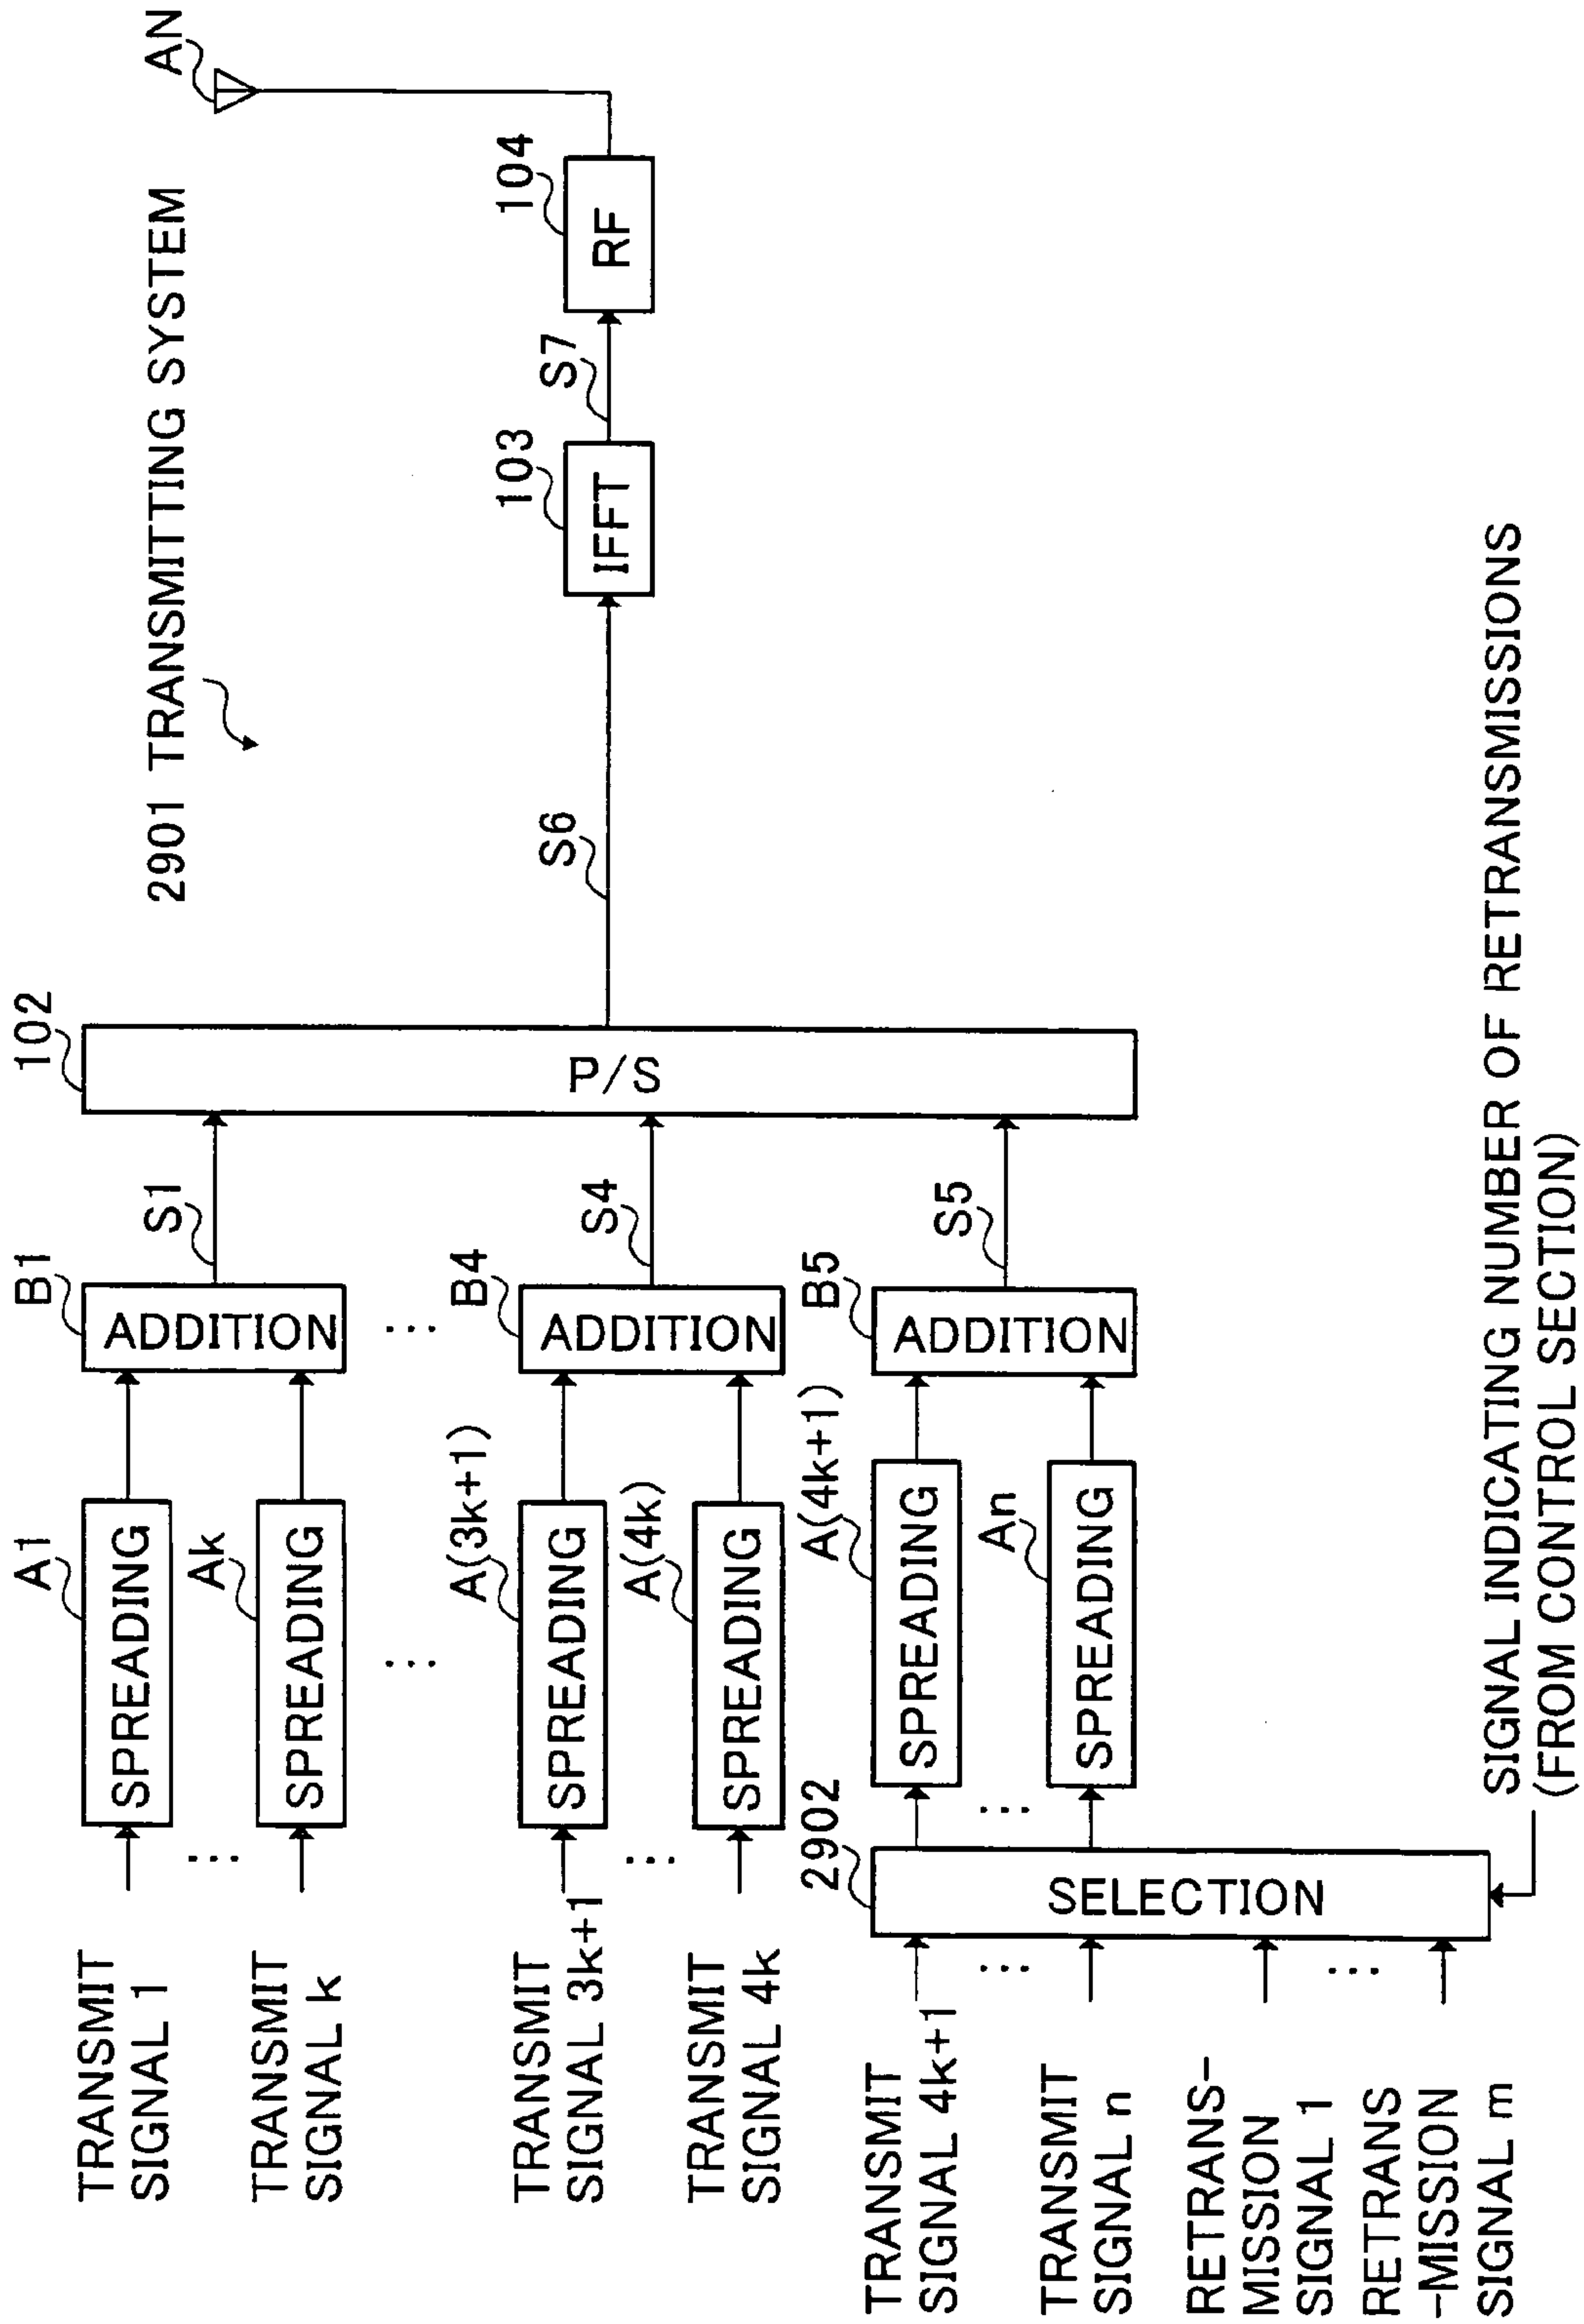 2901 TRANSMITTING SYSTEM
AN
TRANSMIT
SIGNAL 1
A1
SPREADING
B1
ADDITION
S1
102
P/S
...
...
...
TRANSMIT
SIGNAL k
Ak
SPREADING
S6
103
IFFT
S7
104
RF
TRANSMIT
SIGNAL 3k+1
A(3k+1)
SPREADING
B4
ADDITION
S4
...
TRANSMIT
SIGNAL 4k
A(4k)
SPREADING
TRANSMIT
SIGNAL 4k+1
2902
SELECTION
A(4k+1)
SPREADING
B5
ADDITION
S5
...
...
TRANSMIT
SIGNAL n
An
SPREADING
RETRANS-
MISSION
SIGNAL 1
...
RETRANS
-MISSION
SIGNAL m
SIGNAL INDICATING NUMBER OF RETRANSMISSIONS
(FROM CONTROL SECTION)